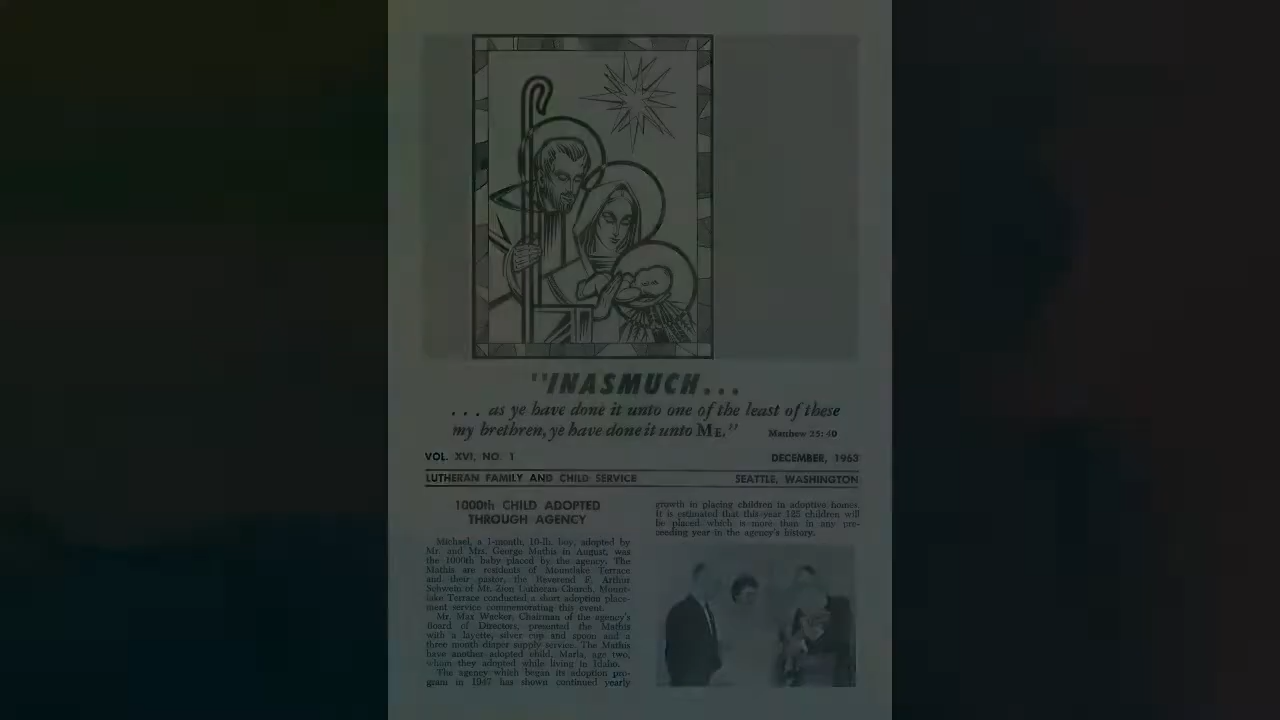 "INASMUCH...
... as ye have done it unto one of the least of these
my brethren, ye have done it unto ME."
Matthew 25: 40
VOL. XVI, NO. 1
DECEMBER, 1963
LUTHERAN FAMILY AND CHILD SERVICE
SEATTLE, WASHINGTON
1000th CHILD ADOPTED
THROUGH AGENCY
Michael, a 1-month, 10-lb. boy, adopted by
Mr. and Mrs. George Mathis in August, was
the 1000th baby placed by the agency. The
Mathis are residents of Mountlake Terrace
and their pastor, the Reverend F. Arthur
Schwein of Mt. Zion Lutheran Church, Mount-
lake Terrace conducted a short adoption place-
ment service commemorating this event.
Mr. Max Wacker, Chairman of the agency's
Board of Directors, presented the Mathis
with a layette, silver cup and spoon and a
three month diaper supply service. The Mathis
have another adopted child, Marla, age two,
whom they adopted while living in Idaho.
The agency which began its adoption pro-
gram in 1947 has shown continued yearly
growth in placing children in adoptive homes.
It is estimated that this year 125 children will
be placed which is more than in any pre-
ceeding year in the agency's history.